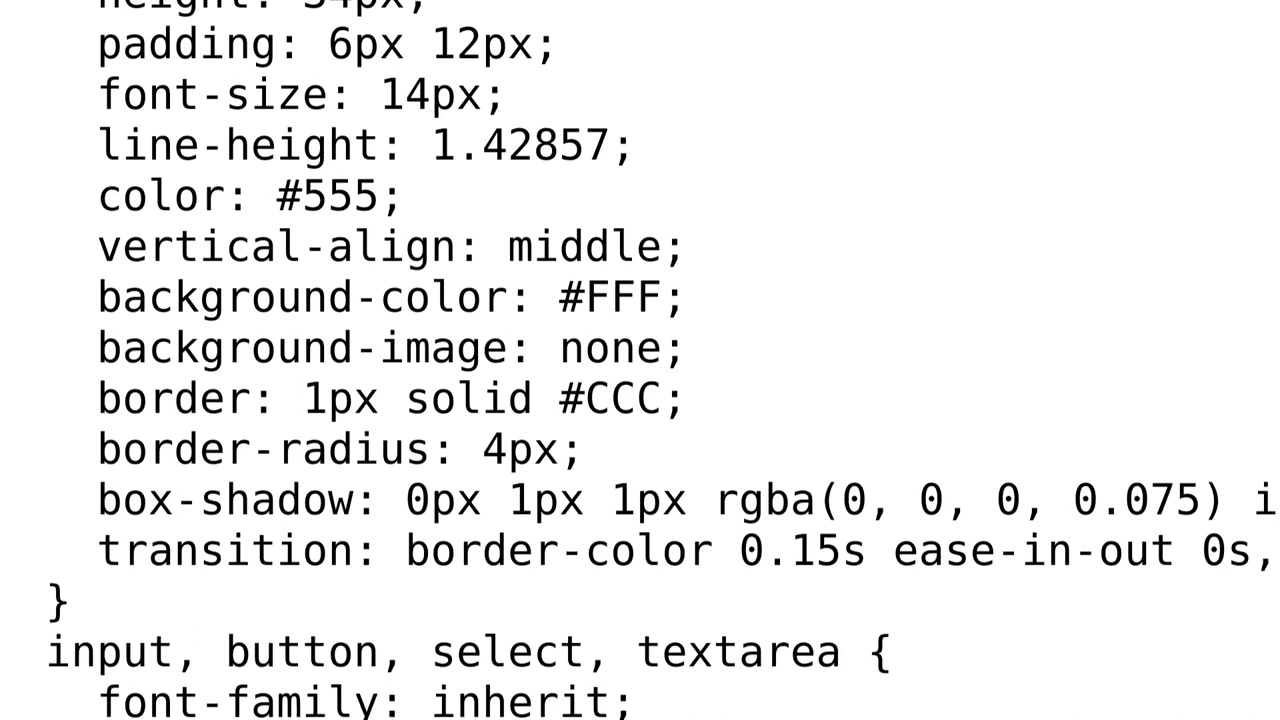 height: 34px;
padding: 6px 12px;
font-size: 14px;
line-height: 1.42857;
color: #555;
vertical-align: middle;
background-color: #FFF;
background-image: none;
border: 1px solid #CCC;
border-radius: 4px;
box-shadow: 0px 1px 1px rgba(0, 0, 0, 0.075) i
transition: border-color 0.15s ease-in-out 0s,
}
input, button, select, textarea {
font-family: inherit;